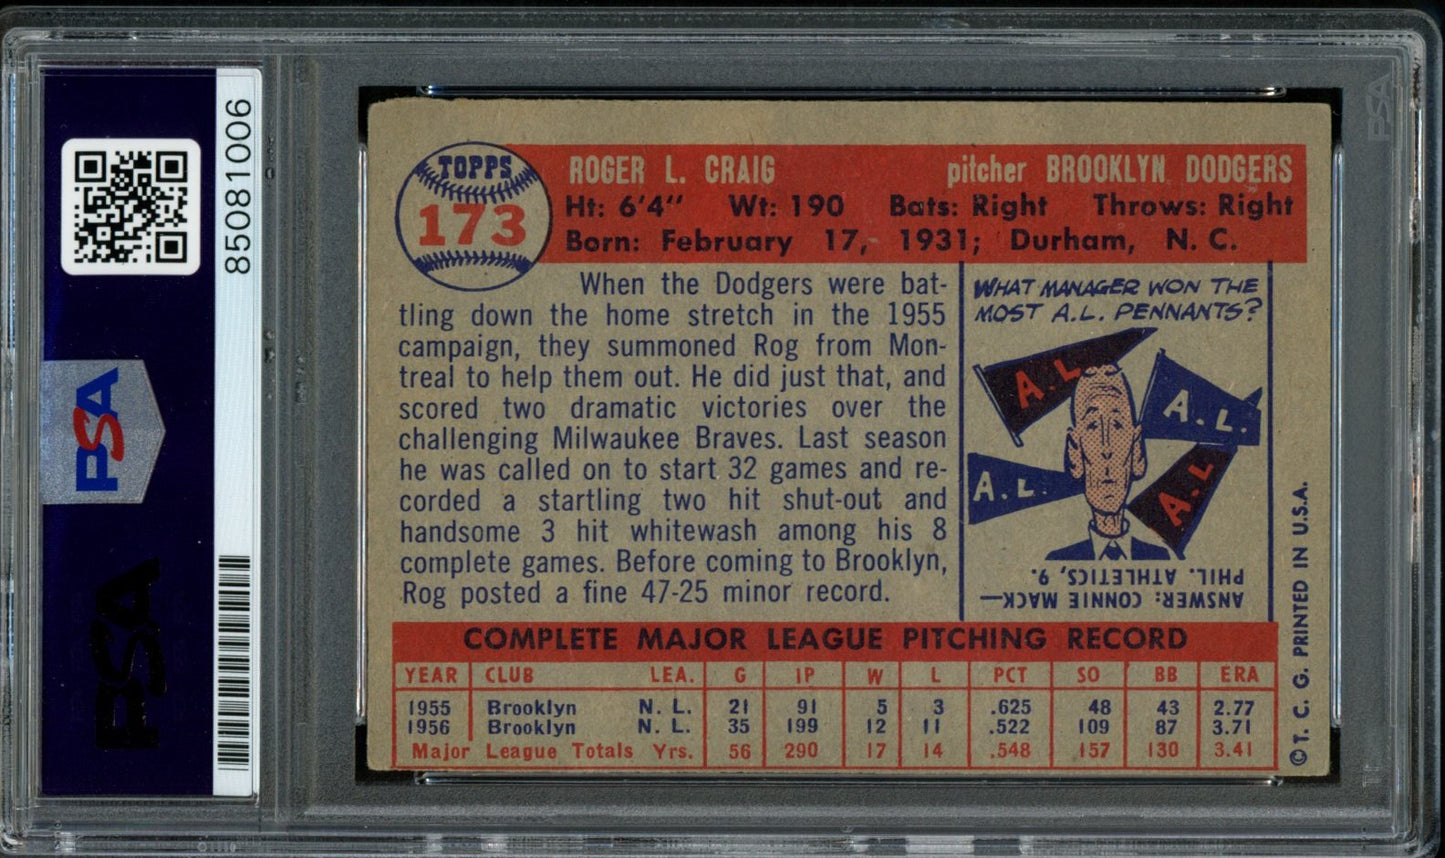 85081006
PSA
PSA
PSA
TOPPS
173
ROGER L. CRAIG pitcher BROOKLYN DODGERS
Ht: 6'4" Wt: 190 Bats: Right Throws: Right
Born: February 17, 1931; Durham, N. C.
When the Dodgers were bat-
tling down the home stretch in the 1955
campaign, they summoned Rog from Mon-
treal to help them out. He did just that, and
scored two dramatic victories over the
challenging Milwaukee Braves. Last season
he was called on to start 32 games and re-
corded a startling two hit shut-out and
handsome 3 hit whitewash among his 8
complete games. Before coming to Brooklyn,
Rog posted a fine 47-25 minor record.
WHAT MANAGER WON THE
MOST A.L. PENNANTS?
A.L.
A.L.
A.L.
A.L
ANSWER: CONNIE MACK—
PHIL. ATHLETICS, 9.
COMPLETE MAJOR LEAGUE PITCHING RECORD
YEAR CLUB LEA. G IP W L PCT SO BB ERA
1955 Brooklyn N. L. 21 91 5 3 .625 48 43 2.77
1956 Brooklyn N. L. 35 199 12 11 .522 109 87 3.71
Major League Totals Yrs. 56 290 17 14 .548 157 130 3.41
© T. C. G. PRINTED IN U.S.A.